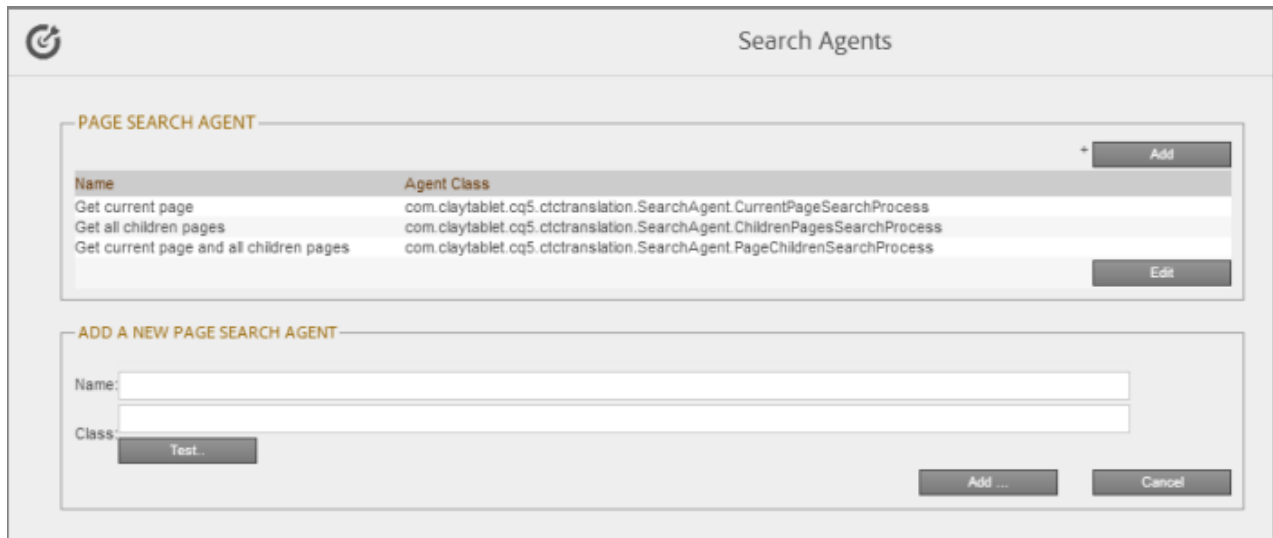 Search Agents
PAGE SEARCH AGENT
+ Add
Name Agent Class
Get current page com.claytablet.cq5.ctctranslation.SearchAgent.CurrentPageSearchProcess
Get all children pages com.claytablet.cq5.ctctranslation.SearchAgent.ChildrenPagesSearchProcess
Get current page and all children pages com.claytablet.cq5.ctctranslation.SearchAgent.PageChildrenSearchProcess
Edit
ADD A NEW PAGE SEARCH AGENT
Name:
Class:
Test..
Add ... Cancel